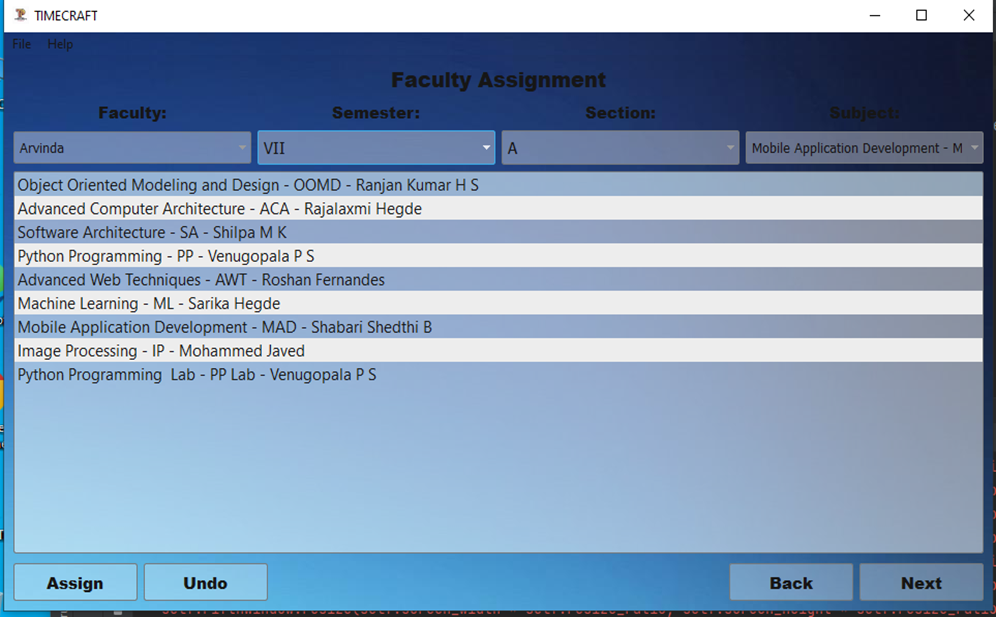 TIMECRAFT
File Help
Faculty Assignment
Faculty: Semester: Section: Subject:
Arvinda VII A Mobile Application Development - M
Object Oriented Modeling and Design - OOMD - Ranjan Kumar H S
Advanced Computer Architecture - ACA - Rajalaxmi Hegde
Software Architecture - SA - Shilpa M K
Python Programming - PP - Venugopala P S
Advanced Web Techniques - AWT - Roshan Fernandes
Machine Learning - ML - Sarika Hegde
Mobile Application Development - MAD - Shabari Shedthi B
Image Processing - IP - Mohammed Javed
Python Programming  Lab - PP Lab - Venugopala P S
Assign Undo Back Next